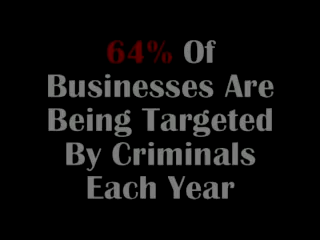 64% Of
Businesses Are
Being Targeted
By Criminals
Each Year